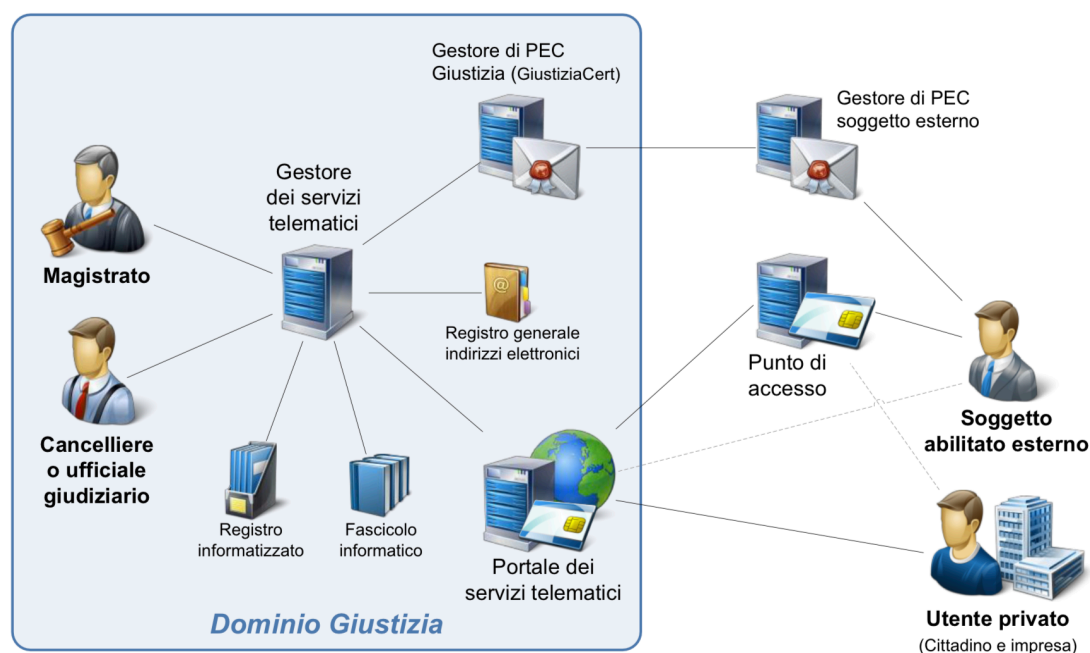 Gestore di PEC
Giustizia (GiustiziaCert)
Gestore di PEC
soggetto esterno
Gestore
dei servizi
telematici
Magistrato
@
Registro generale
indirizzi elettronici
Punto di
accesso
Cancelliere
o ufficiale
giudiziario
Soggetto
abilitato esterno
Registro
informatizzato
Fascicolo
informatico
Portale dei
servizi telematici
Utente privato
(Cittadino e impresa)
Dominio Giustizia